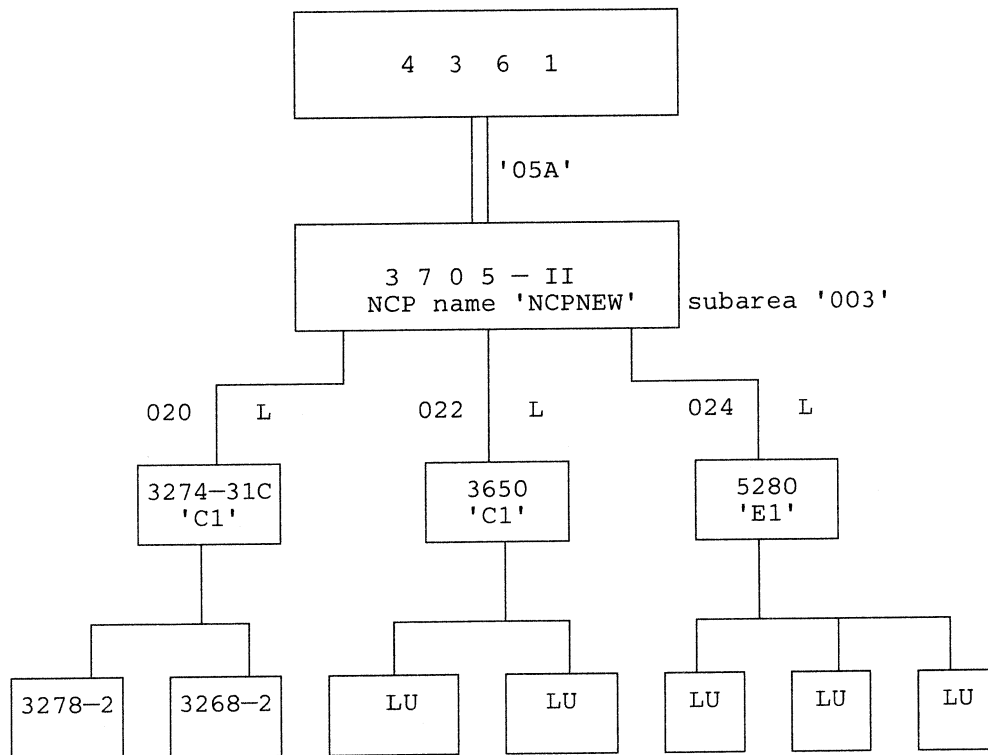 4 3 6 1
'05A'
3 7 0 5 — II
NCP name 'NCPNEW'
subarea '003'
020 L 022 L 024 L
3274—31C
'C1'
3650
'C1'
5280
'E1'
3278—2 3268—2 LU LU LU LU LU